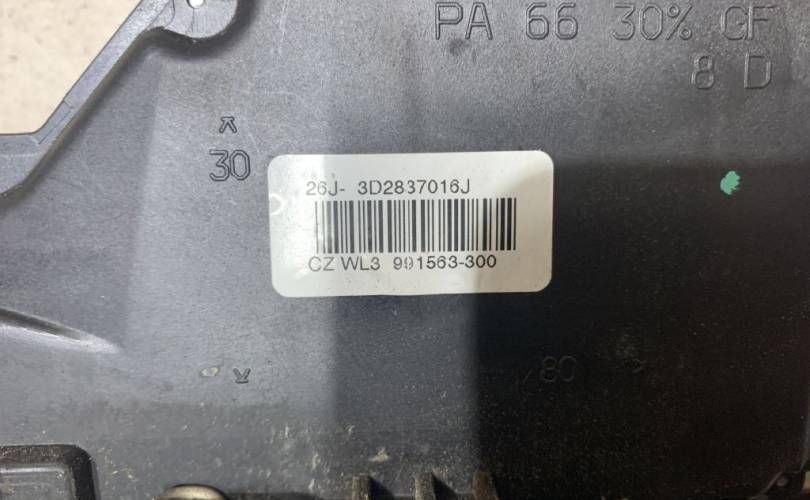 PA 66 30% GF
8 D
30
26J- 3D2837016J
CZ WL3 991563-300
80